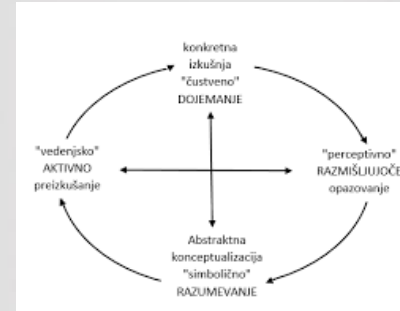 konkretna
izkušnja
"čustveno"
DOJEMANJE
"vedenjsko"
AKTIVNO
preizkušanje
"perceptivno"
RAZMIŠLJUJOČE
opazovanje
Abstraktna
konceptualizacija
"simbolično"
RAZUMEVANJE